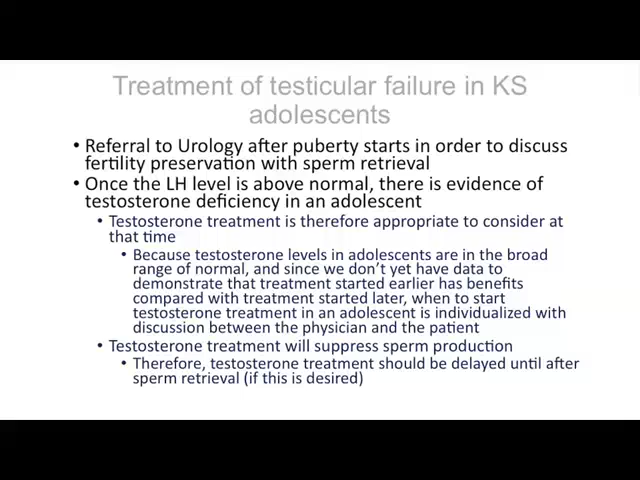 Treatment of testicular failure in KS
adolescents
• Referral to Urology after puberty starts in order to discuss
fertility preservation with sperm retrieval
• Once the LH level is above normal, there is evidence of
testosterone deficiency in an adolescent
• Testosterone treatment is therefore appropriate to consider at
that time
• Because testosterone levels in adolescents are in the broad
range of normal, and since we don't yet have data to
demonstrate that treatment started earlier has benefits
compared with treatment started later, when to start
testosterone treatment in an adolescent is individualized with
discussion between the physician and the patient
• Testosterone treatment will suppress sperm production
• Therefore, testosterone treatment should be delayed until after
sperm retrieval (if this is desired)